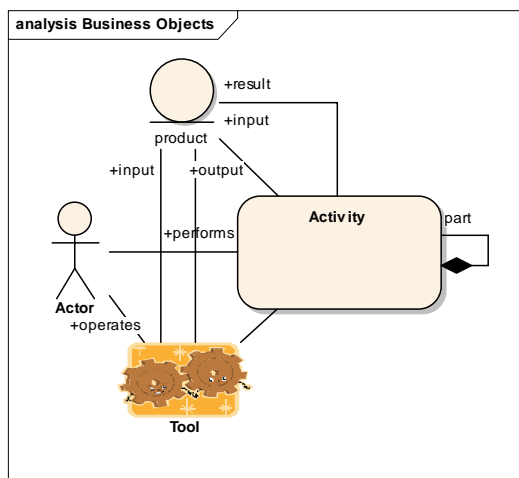 analysis Business Objects
+result
+input
product
+input
+output
Activity
part
+performs
Actor
+operates
Tool